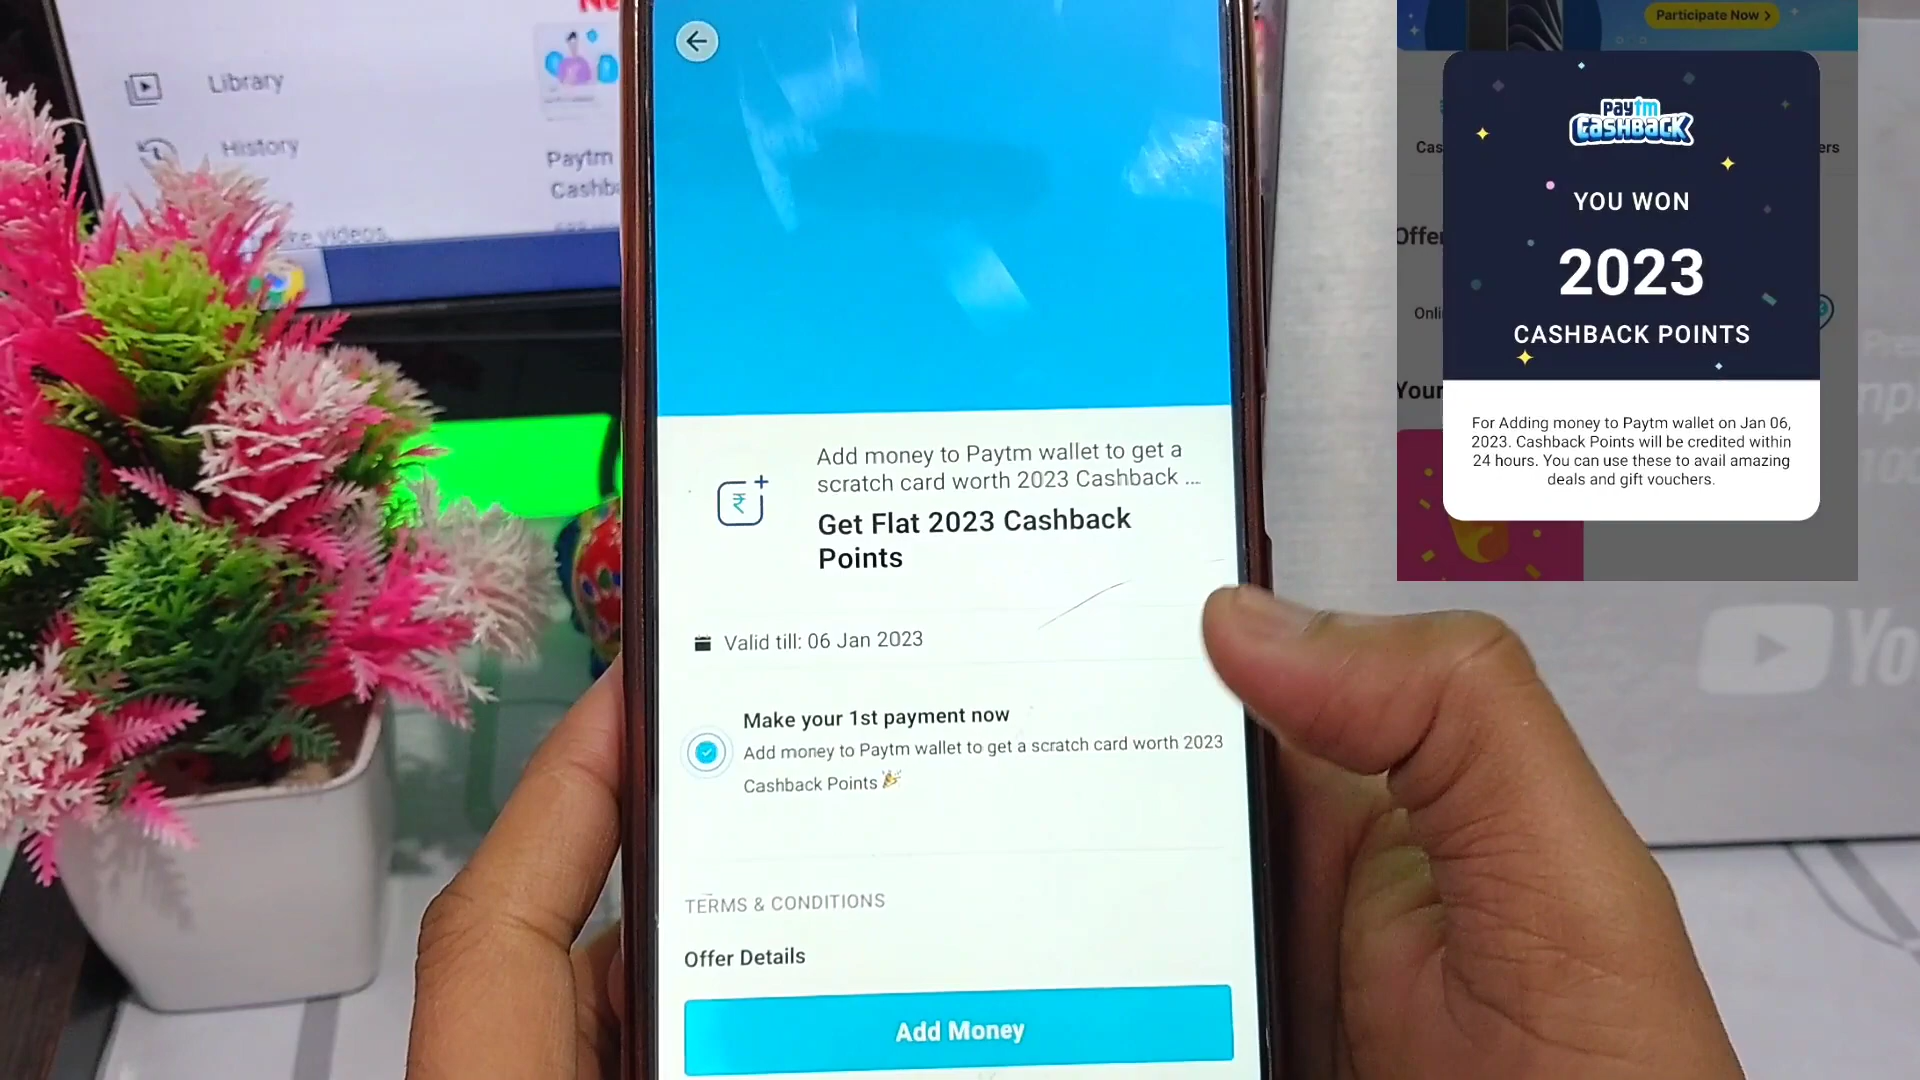 Library
History
Paytm
Add money to Paytm wallet to get a
scratch card worth 2023 Cashback ...
Get Flat 2023 Cashback
Points
Valid till: 06 Jan 2023
Make your 1st payment now
Add money to Paytm wallet to get a scratch card worth 2023
Cashback Points 🎉
TERMS & CONDITIONS
Offer Details
Add Money
Participate Now >
paytm
CASHBACK
YOU WON
2023
CASHBACK POINTS
For Adding money to Paytm wallet on Jan 06,
2023. Cashback Points will be credited within
24 hours. You can use these to avail amazing
deals and gift vouchers.